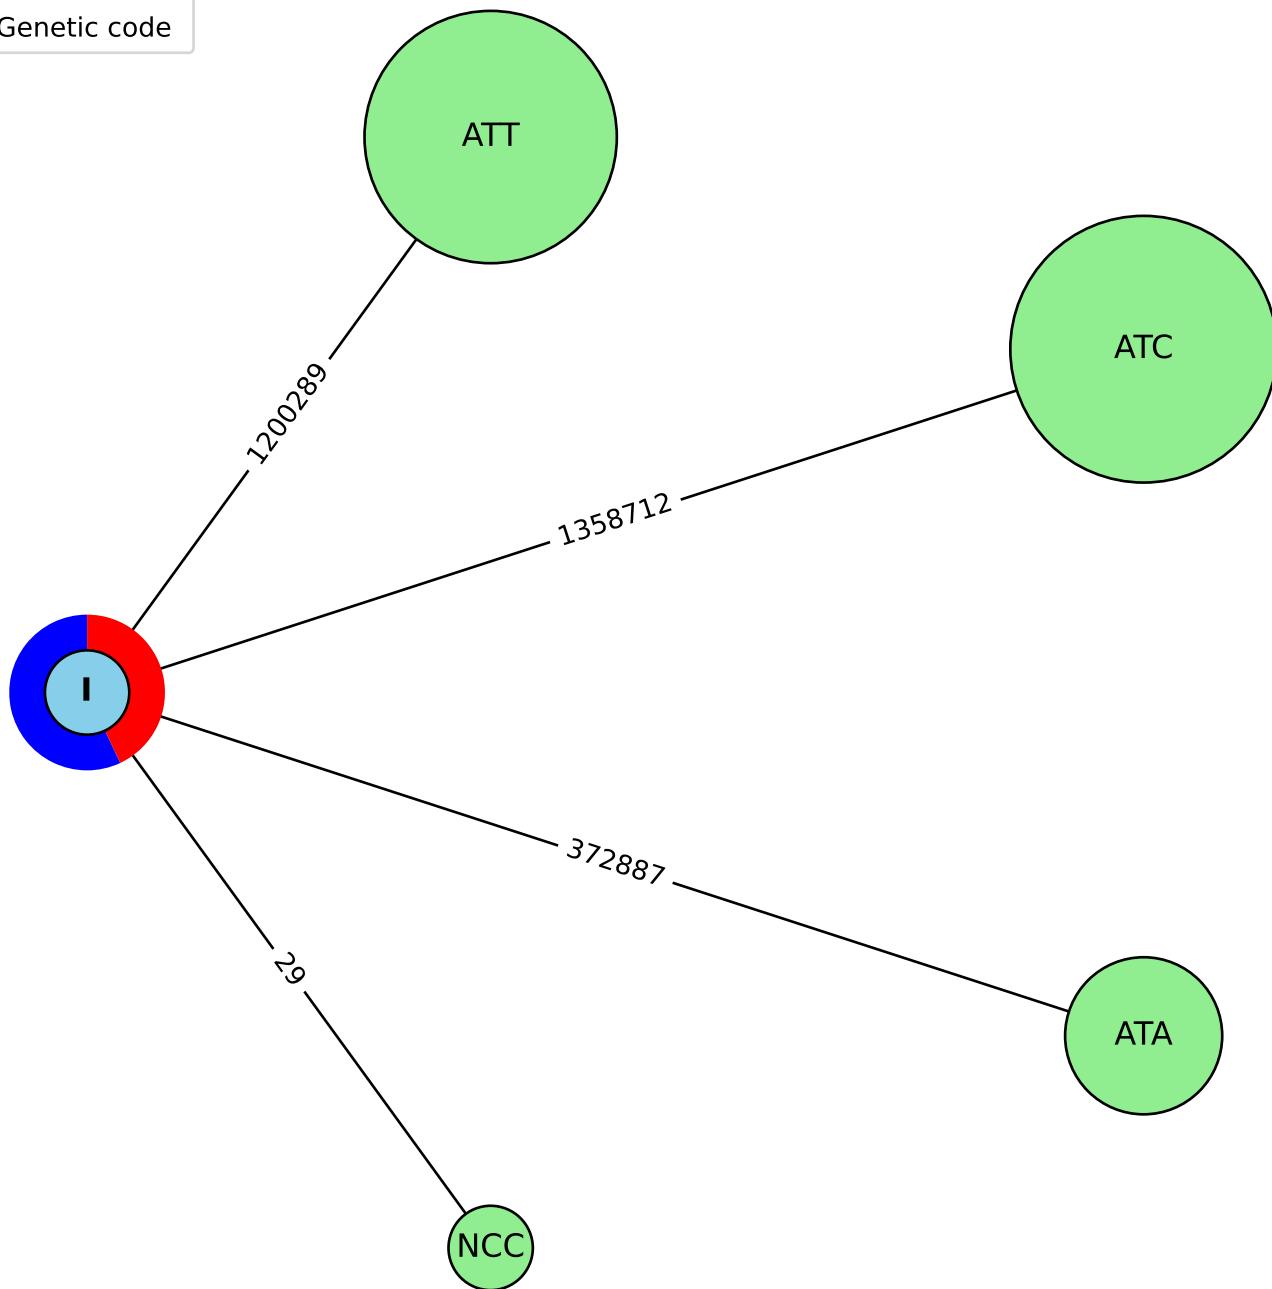 Genetic code
ATT
ATC
1200289
1358712
I
372887
29
ATA
NCC